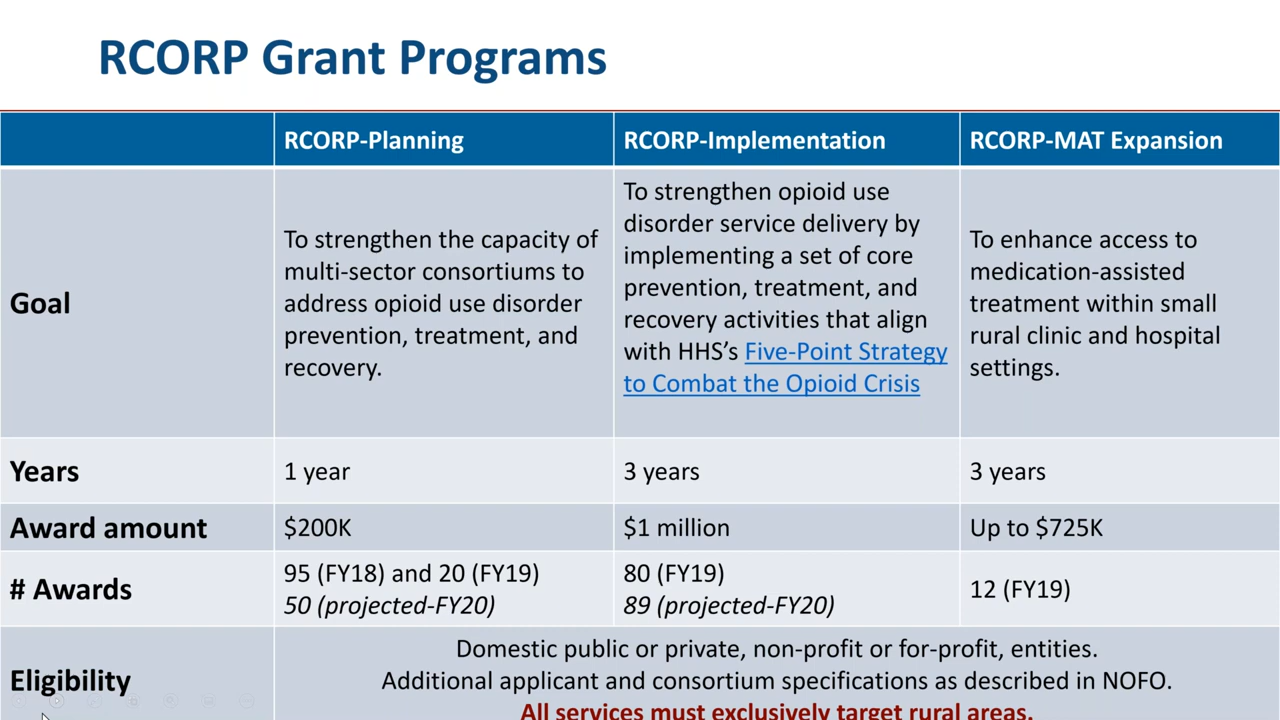 RCORP Grant Programs
RCORP-Planning
RCORP-Implementation
RCORP-MAT Expansion
Goal
To strengthen the capacity of
multi-sector consortiums to
address opioid use disorder
prevention, treatment, and
recovery.
To strengthen opioid use
disorder service delivery by
implementing a set of core
prevention, treatment, and
recovery activities that align
with HHS’s Five-Point Strategy
to Combat the Opioid Crisis
To enhance access to
medication-assisted
treatment within small
rural clinic and hospital
settings.
Years
1 year
3 years
3 years
Award amount
$200K
$1 million
Up to $725K
# Awards
95 (FY18) and 20 (FY19)
50 (projected-FY20)
80 (FY19)
89 (projected-FY20)
12 (FY19)
Eligibility
Domestic public or private, non-profit or for-profit, entities.
Additional applicant and consortium specifications as described in NOFO.
All services must exclusively target rural areas.